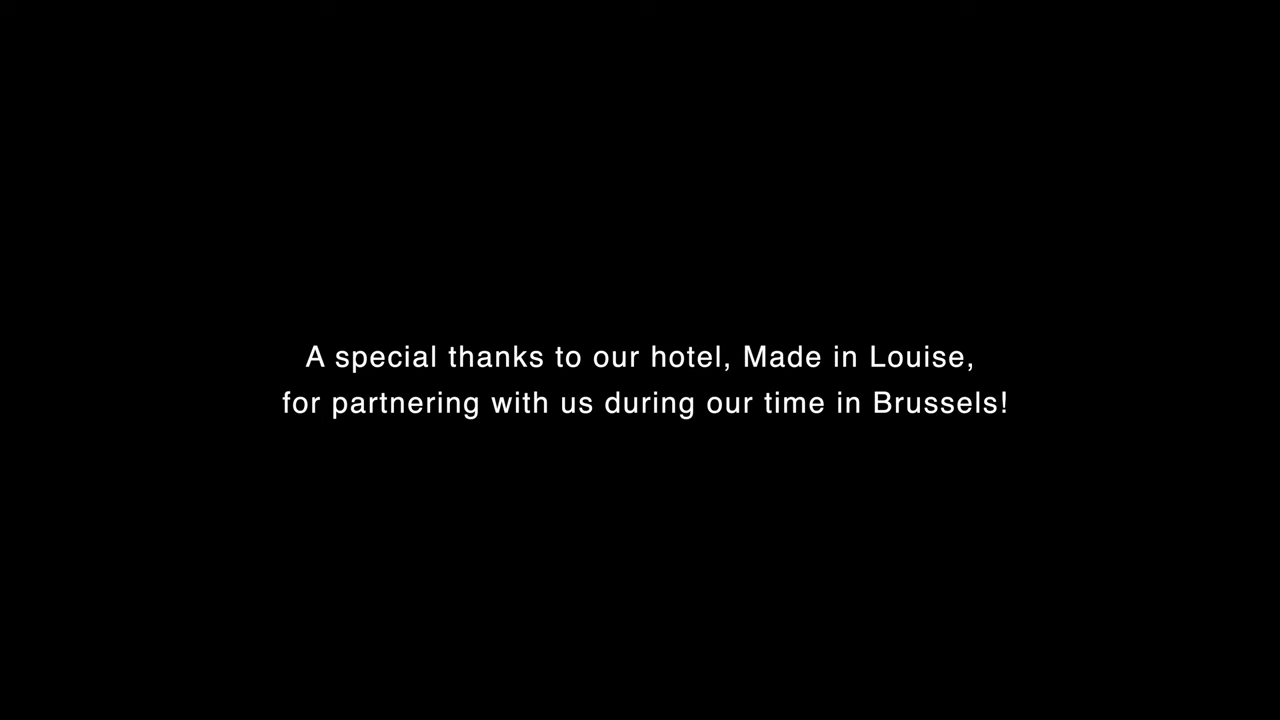 A special thanks to our hotel, Made in Louise,
for partnering with us during our time in Brussels!